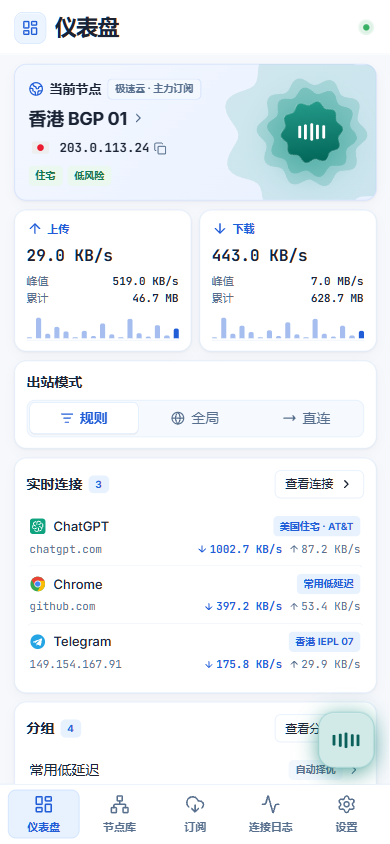 仪表盘
当前节点 极速云 · 主力订阅
香港 BGP 01
203.0.113.24
住宅 低风险
上传
29.0 KB/s
峰值 519.0 KB/s
累计 46.7 MB
下载
443.0 KB/s
峰值 7.0 MB/s
累计 628.7 MB
出站模式
规则 全局 直连
实时连接 3 查看连接
ChatGPT 美国住宅 · AT&T
chatgpt.com ↓ 1002.7 KB/s ↑ 87.2 KB/s
Chrome 常用低延迟
github.com ↓ 397.2 KB/s ↑ 53.4 KB/s
Telegram 香港 IEPL 07
149.154.167.91 ↓ 175.8 KB/s ↑ 29.9 KB/s
分组 4 查看分
常用低延迟 自动择优
仪表盘 节点库 订阅 连接日志 设置